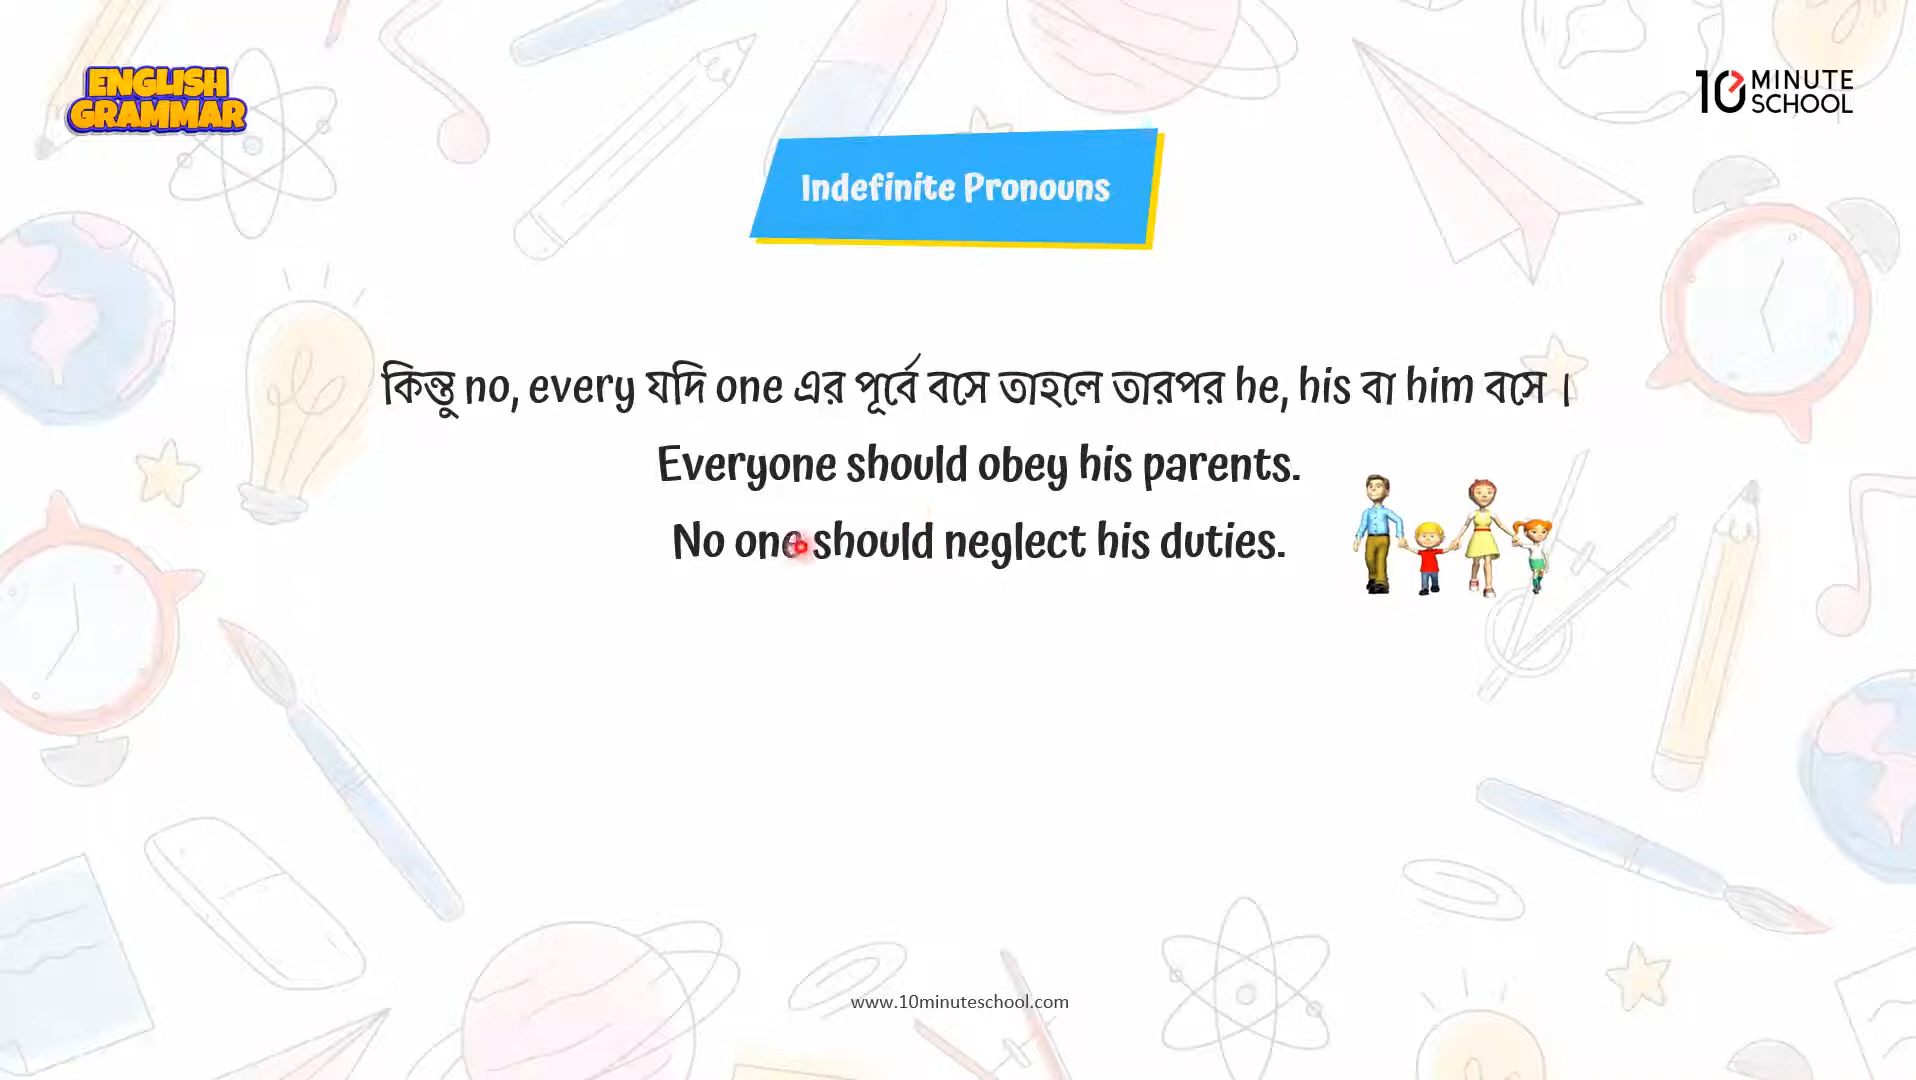 ENGLISH
GRAMMAR
10 MINUTE
SCHOOL
Indefinite Pronouns
কিন্তু no, every যদি one এর পূর্বে বসে তাহলে তারপর he, his বা him বসে।
Everyone should obey his parents.
No one should neglect his duties.
www.10minuteschool.com